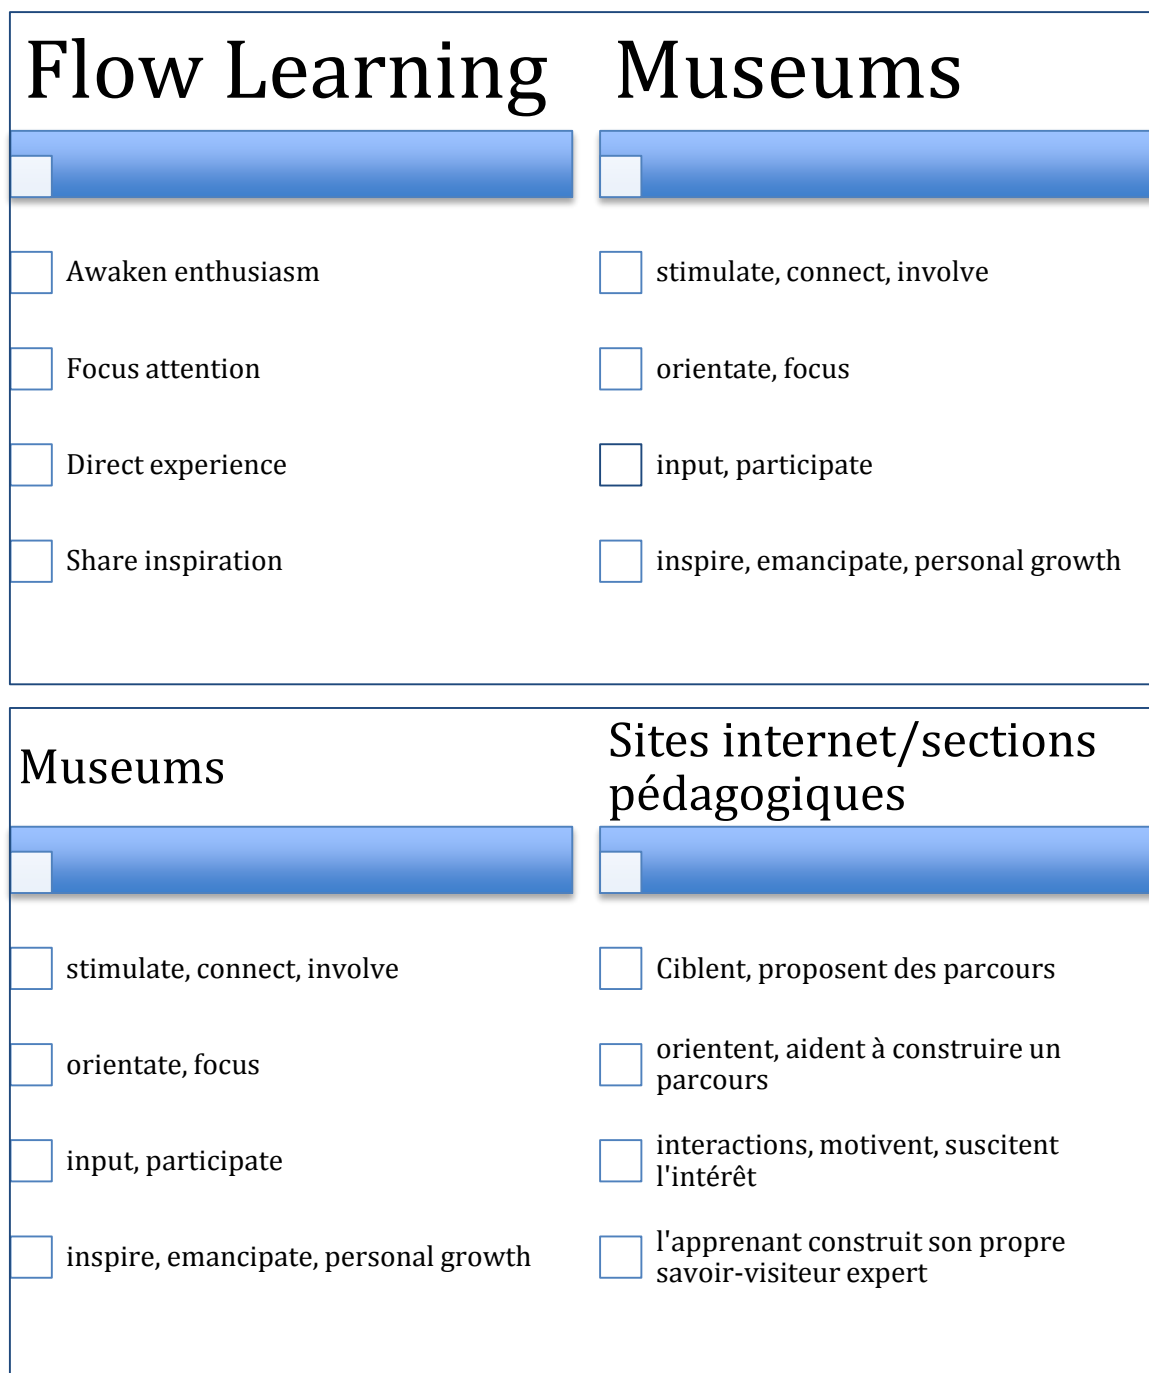 Flow Learning
Awaken enthusiasm
Focus attention
Direct experience
Share inspiration
Museums
stimulate, connect, involve
orientate, focus
input, participate
inspire, emancipate, personal growth
Museums
stimulate, connect, involve
orientate, focus
input, participate
inspire, emancipate, personal growth
Sites internet/sections
pédagogiques
Ciblent, proposent des parcours
orientent, aident à construire un
parcours
interactions, motivent, suscitent
l'intérêt
l'apprenant construit son propre
savoir-visiteur expert